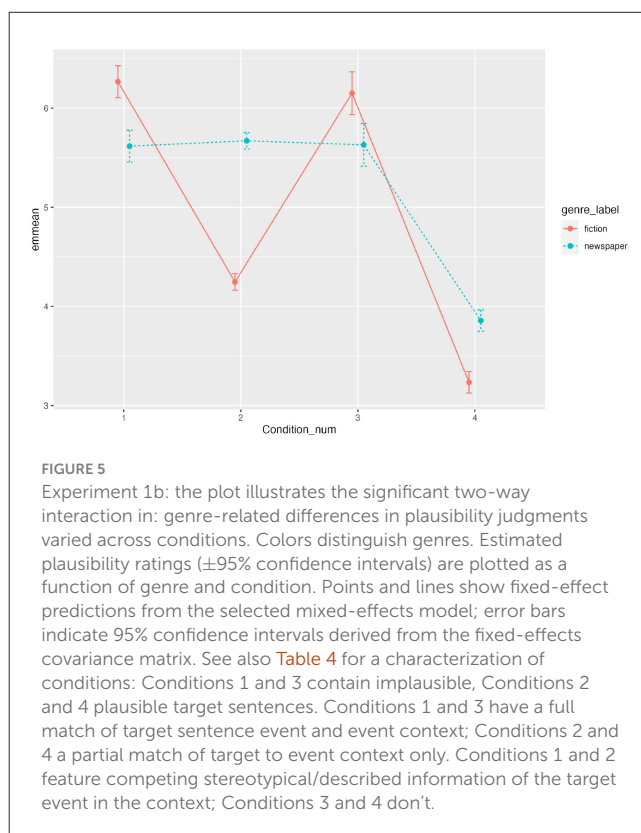 6
5
4
3
emmean
1
2
3
4
Condition_num
genre_label
fiction
newspaper
FIGURE 5
Experiment 1b: the plot illustrates the significant two-way
interaction in: genre-related differences in plausibility judgments
varied across conditions. Colors distinguish genres. Estimated
plausibility ratings (±95% confidence intervals) are plotted as a
function of genre and condition. Points and lines show fixed-effect
predictions from the selected mixed-effects model; error bars
indicate 95% confidence intervals derived from the fixed-effects
covariance matrix. See also Table 4 for a characterization of
conditions: Conditions 1 and 3 contain implausible, Conditions 2
and 4 plausible target sentences. Conditions 1 and 3 have a full
match of target sentence event and event context; Conditions 2 and
4 a partial match of target to event context only. Conditions 1 and 2
feature competing stereotypical/described information of the target
event in the context; Conditions 3 and 4 don't.